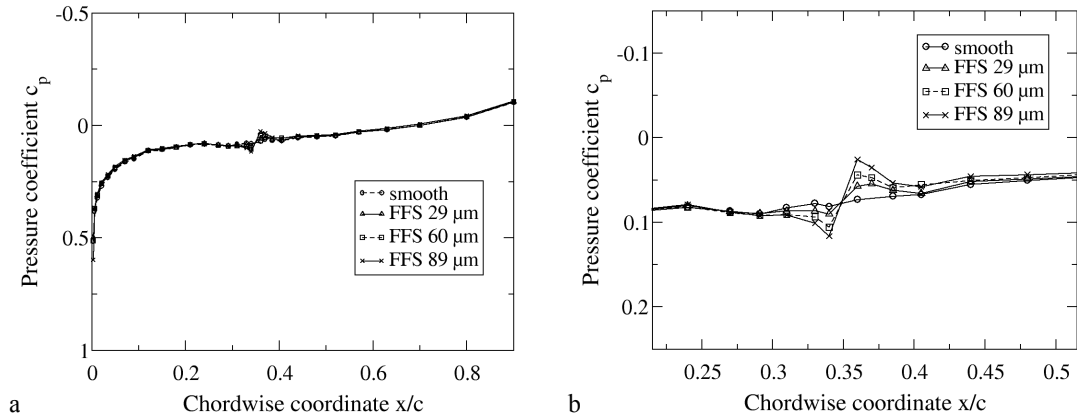 -0.5
0
0.5
1
Pressure coefficient c_p
smooth
FFS 29 µm
FFS 60 µm
FFS 89 µm
0 0.2 0.4 0.6 0.8
Chordwise coordinate x/c
a
-0.1
0
0.1
0.2
Pressure coefficient c_p
smooth
FFS 29 µm
FFS 60 µm
FFS 89 µm
0.25 0.3 0.35 0.4 0.45 0.5
Chordwise coordinate x/c
b